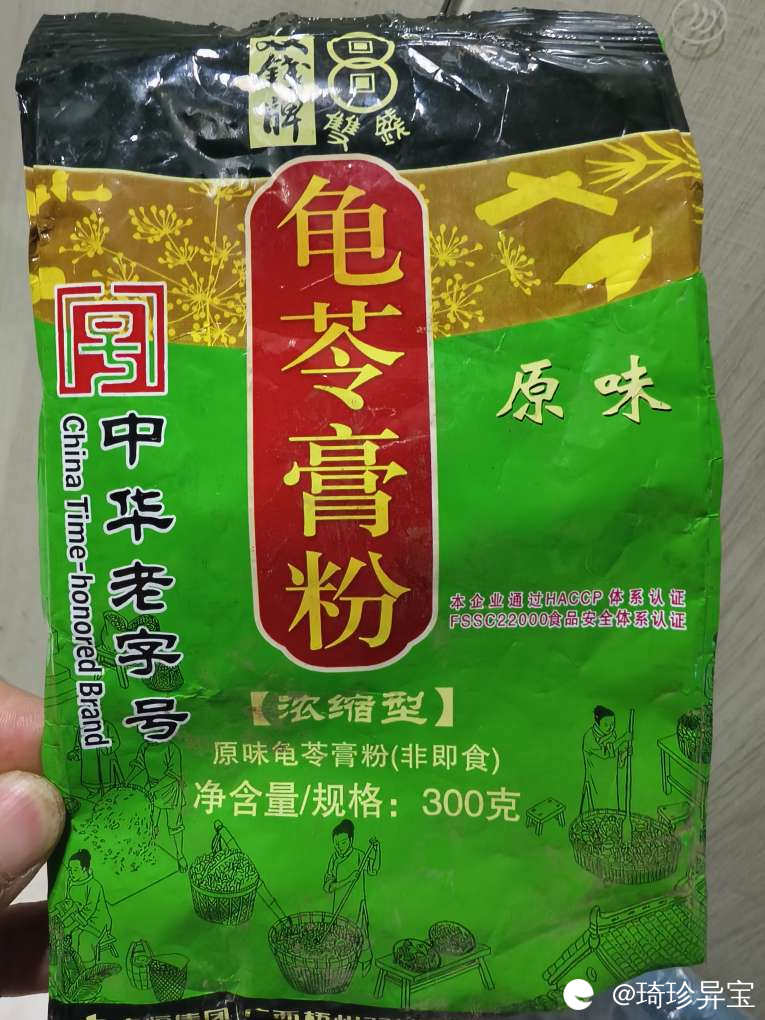 双钱牌
雙錢
龟苓膏粉
原味
中华老字号
China Time-honored Brand
本企业通过HACCP体系认证
FSSC22000食品安全体系认证
【浓缩型】
原味龟苓膏粉(非即食)
净含量/规格：300克
@琦珍异宝